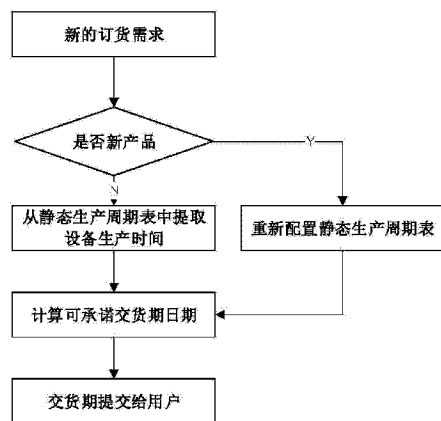 新的订货需求
是否新产品
Y
N
从静态生产周期表中提取
设备生产时间
重新配置静态生产周期表
计算可承诺交货期日期
交货期提交给用户